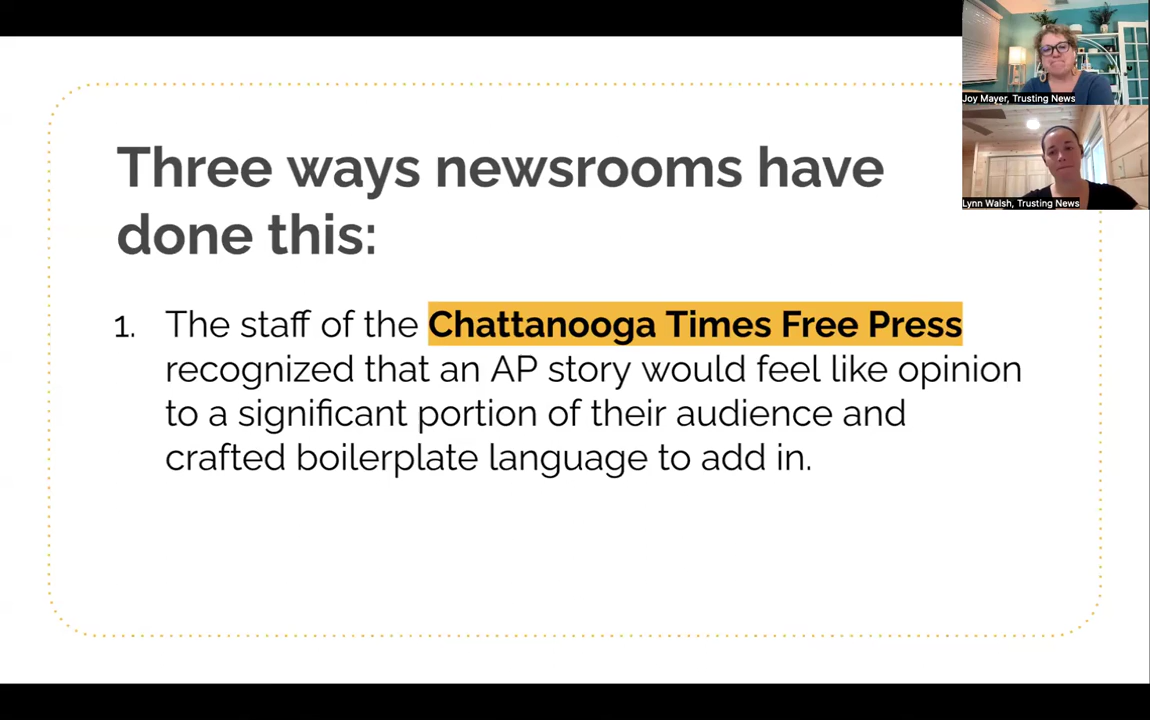 Three ways newsrooms have
done this:
1. The staff of the Chattanooga Times Free Press
recognized that an AP story would feel like opinion
to a significant portion of their audience and
crafted boilerplate language to add in.
Joy Mayer, Trusting News
Lynn Walsh, Trusting News